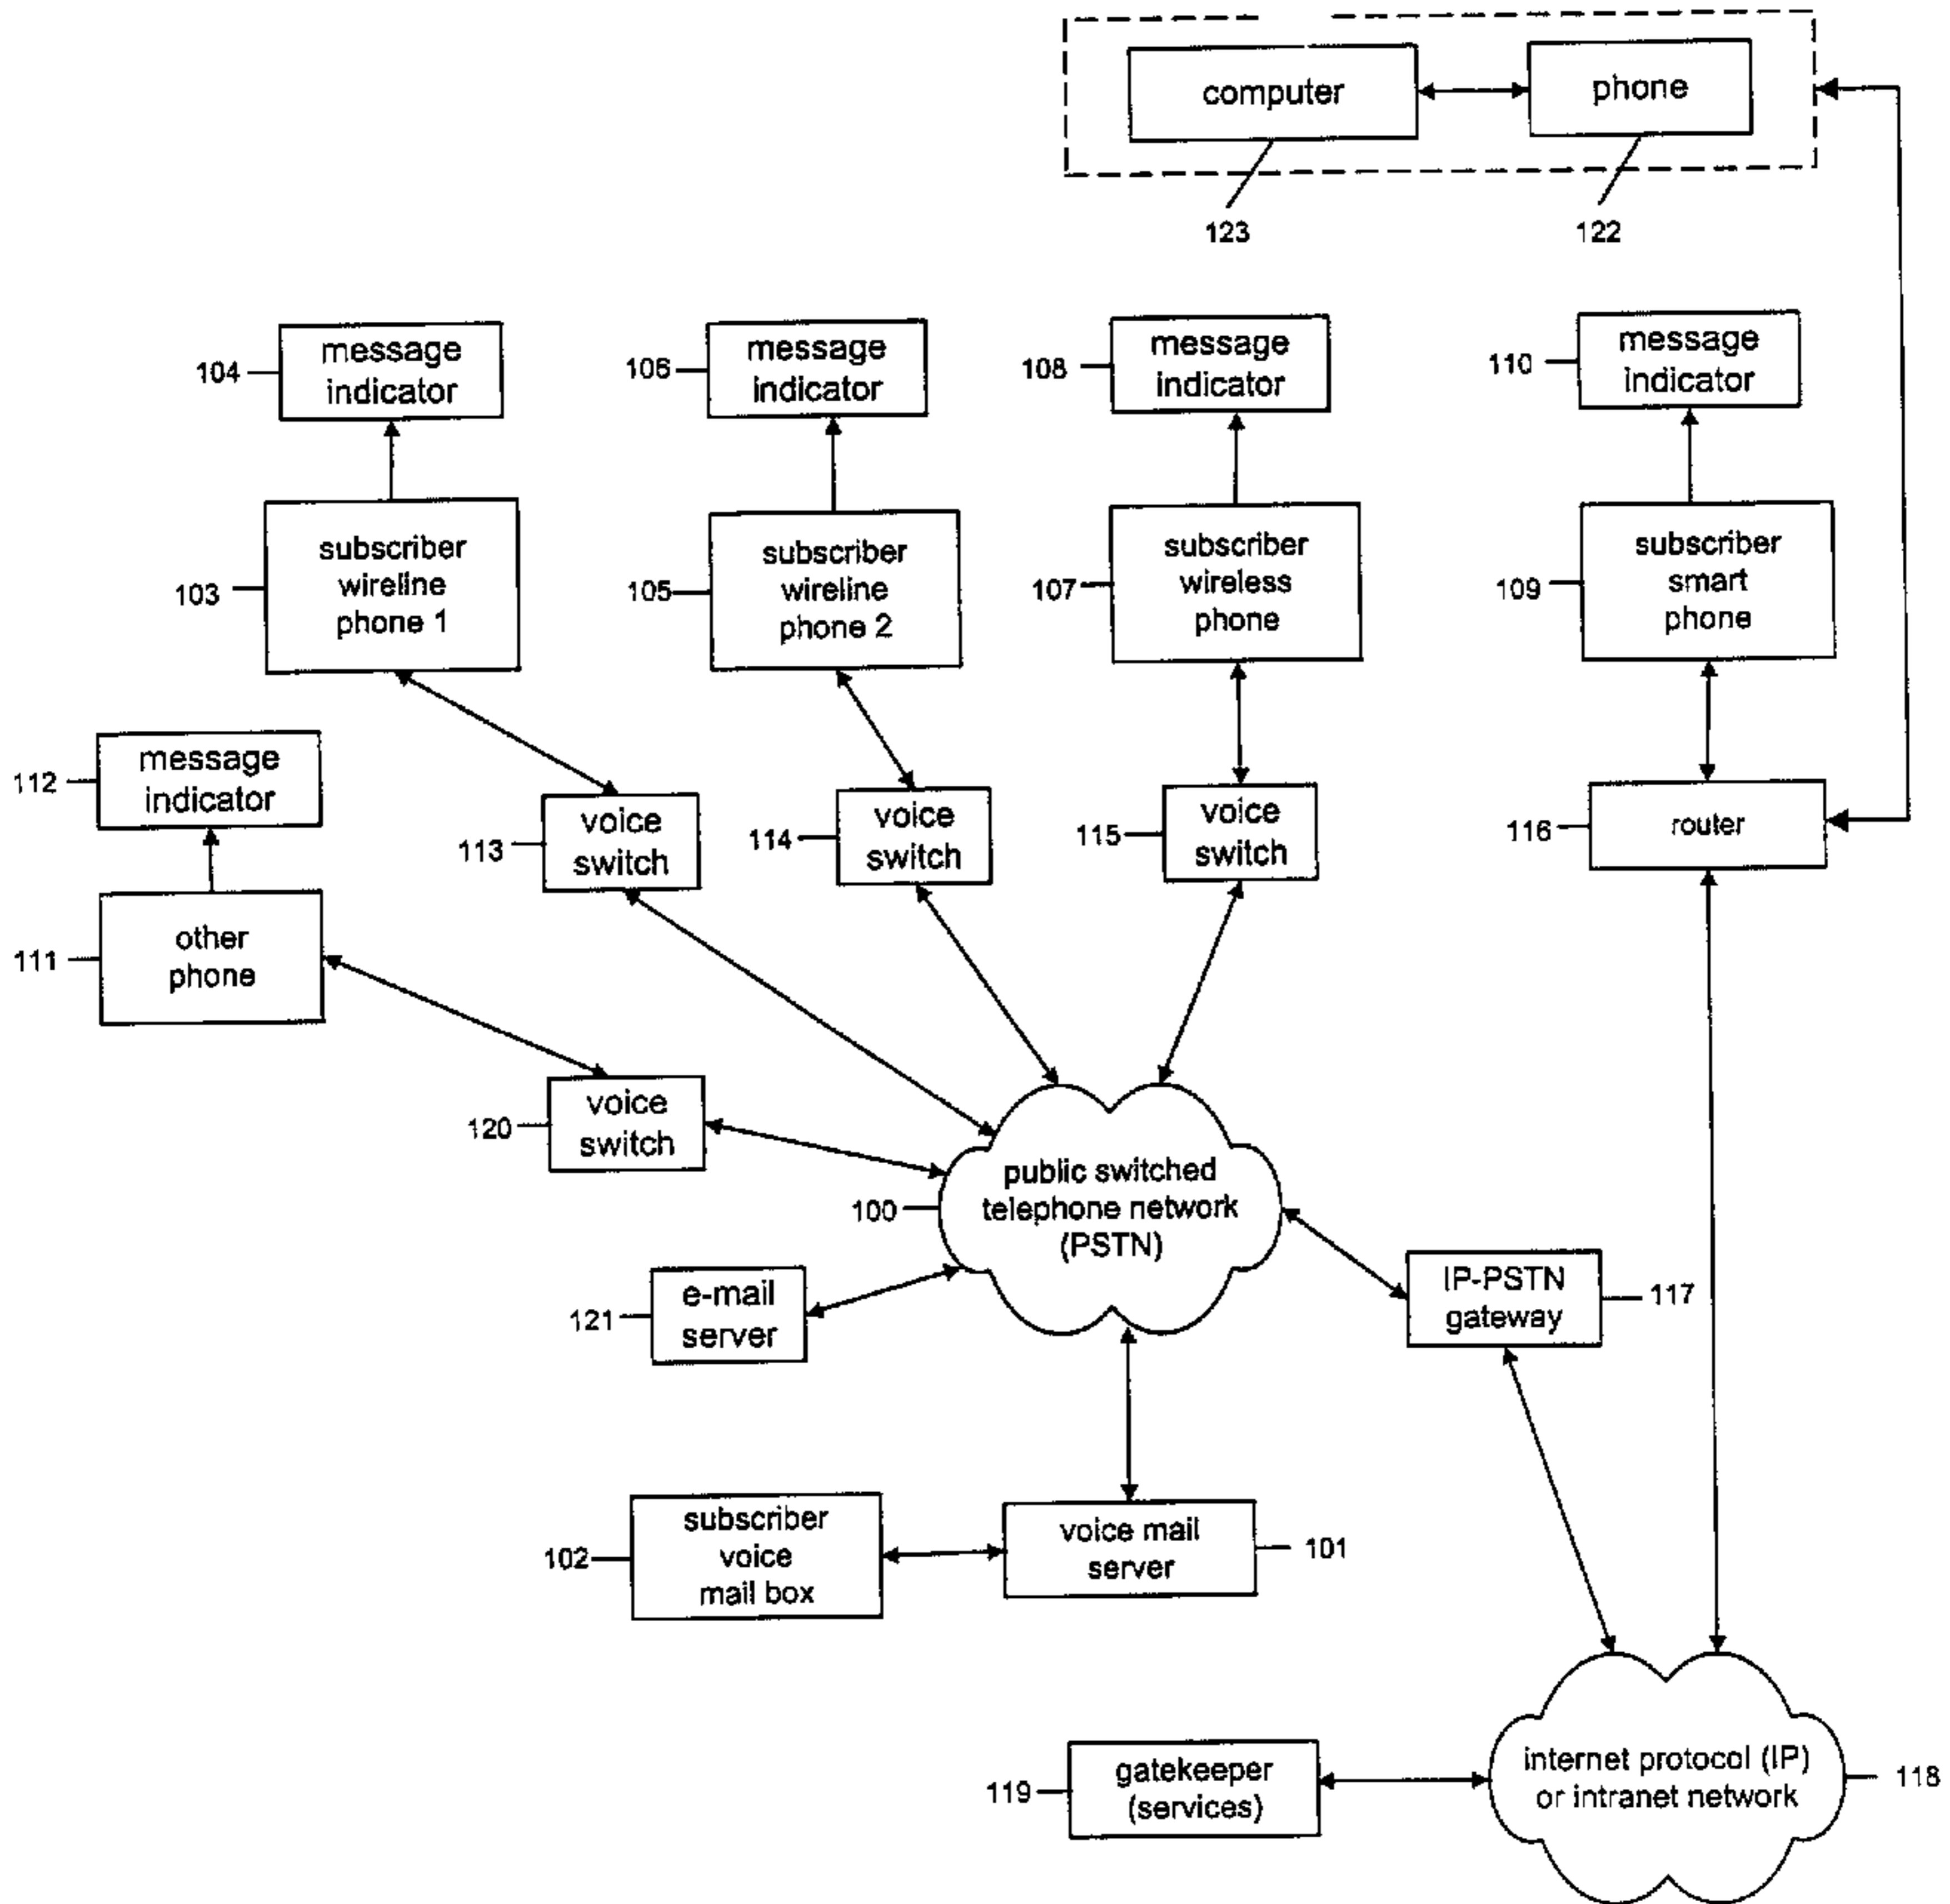 computer
phone
123
122
104
message
indicator
106
message
indicator
108
message
indicator
110
message
indicator
103
subscriber
wireline
phone 1
105
subscriber
wireline
phone 2
107
subscriber
wireless
phone
109
subscriber
smart
phone
112
message
indicator
113
voice
switch
114
voice
switch
115
voice
switch
116
router
111
other
phone
120
voice
switch
100
public switched
telephone network
(PSTN)
121
e-mail
server
IP-PSTN
gateway
117
102
subscriber
voice
mail box
voice mail
server
101
119
gatekeeper
(services)
internet protocol (IP)
or intranet network
118